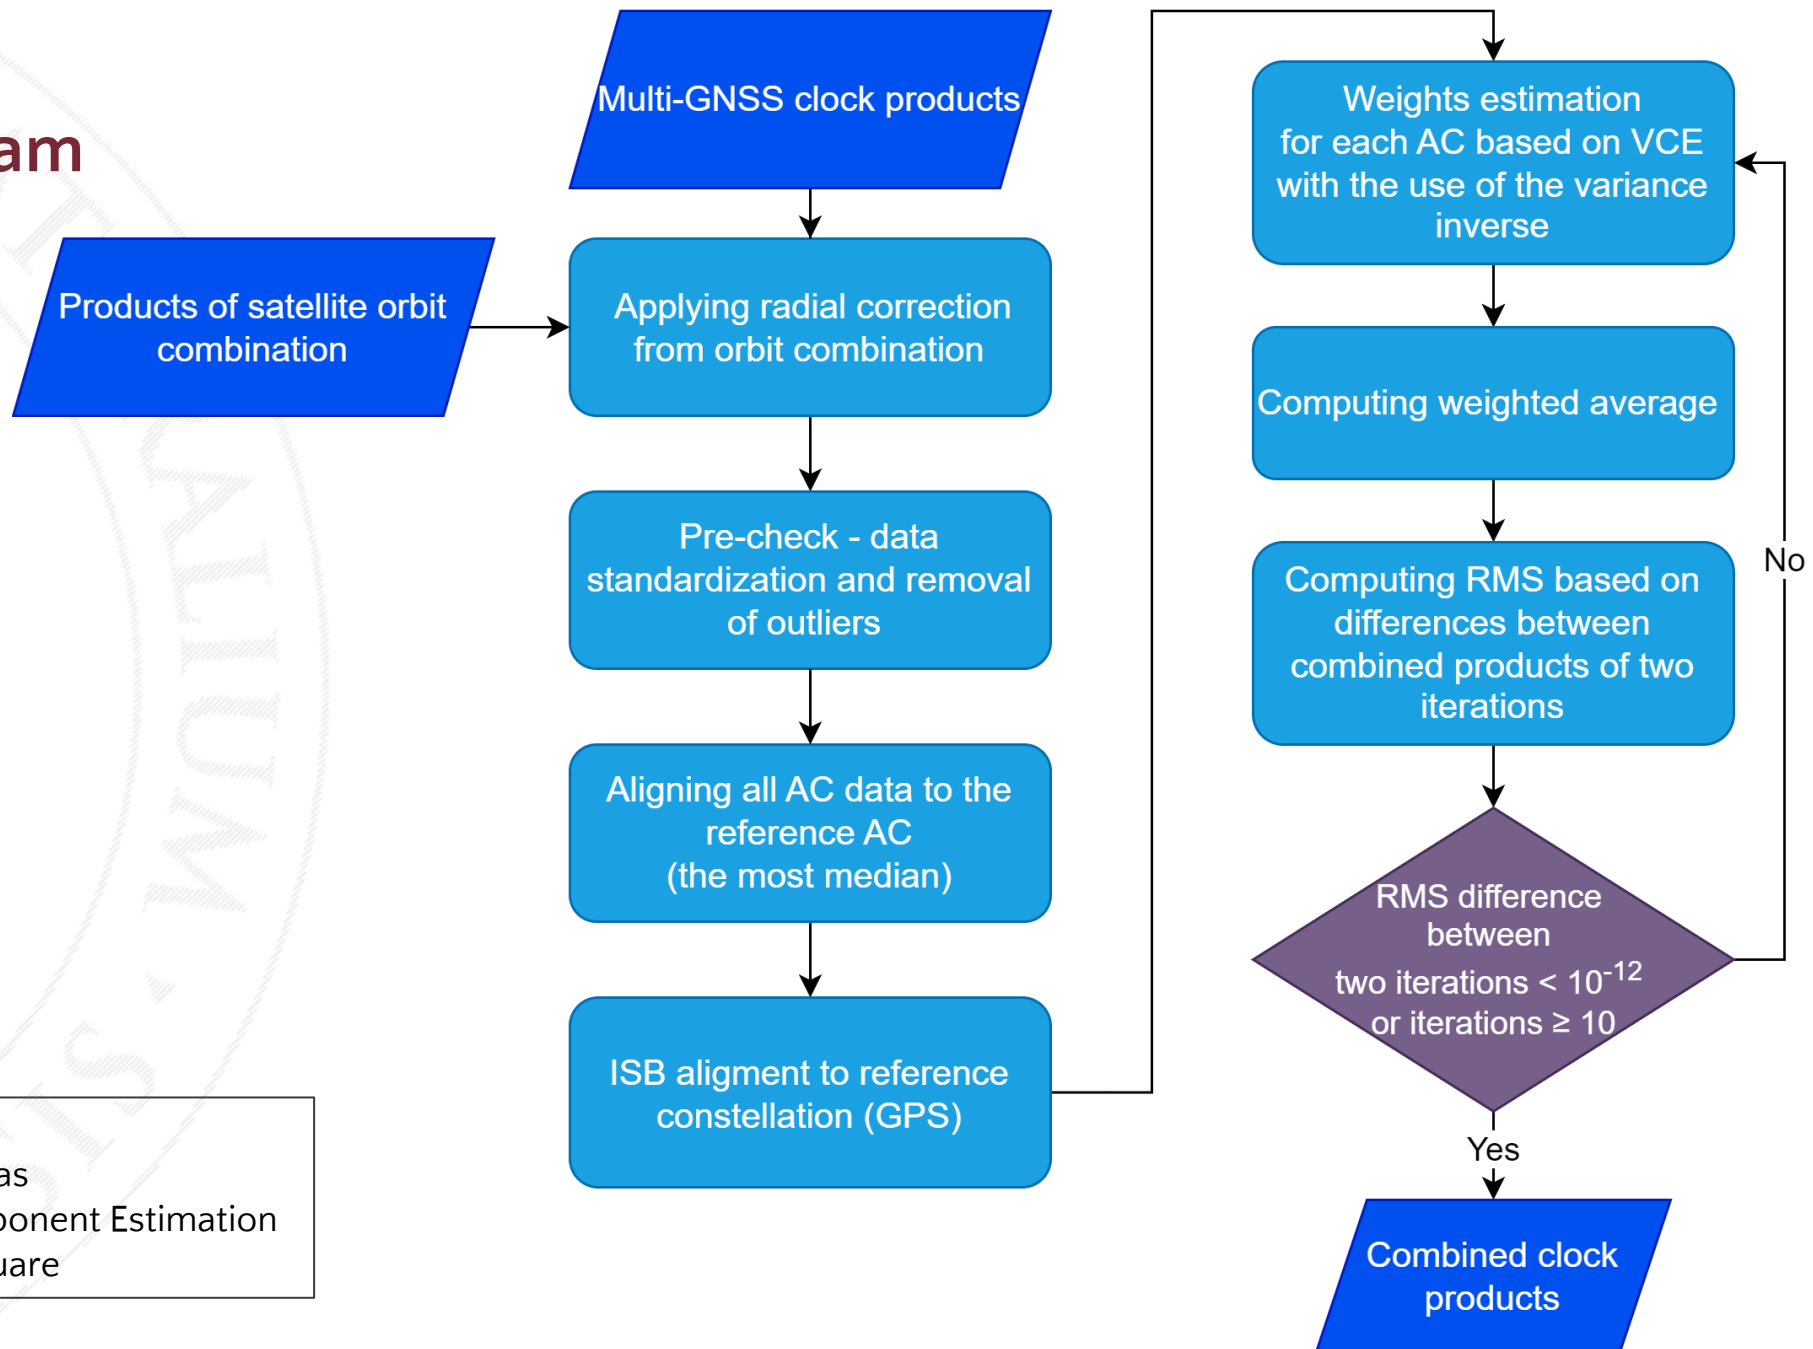 am
Multi-GNSS clock products
Products of satellite orbit
combination
Applying radial correction
from orbit combination
Pre-check - data
standardization and removal
of outliers
Aligning all AC data to the
reference AC
(the most median)
ISB aligment to reference
constellation (GPS)
Weights estimation
for each AC based on VCE
with the use of the variance
inverse
Computing weighted average
Computing RMS based on
differences between
combined products of two
iterations
No
RMS difference
between
two iterations < 10⁻¹²
or iterations ≥ 10
Yes
Combined clock
products
as
ponent Estimation
uare